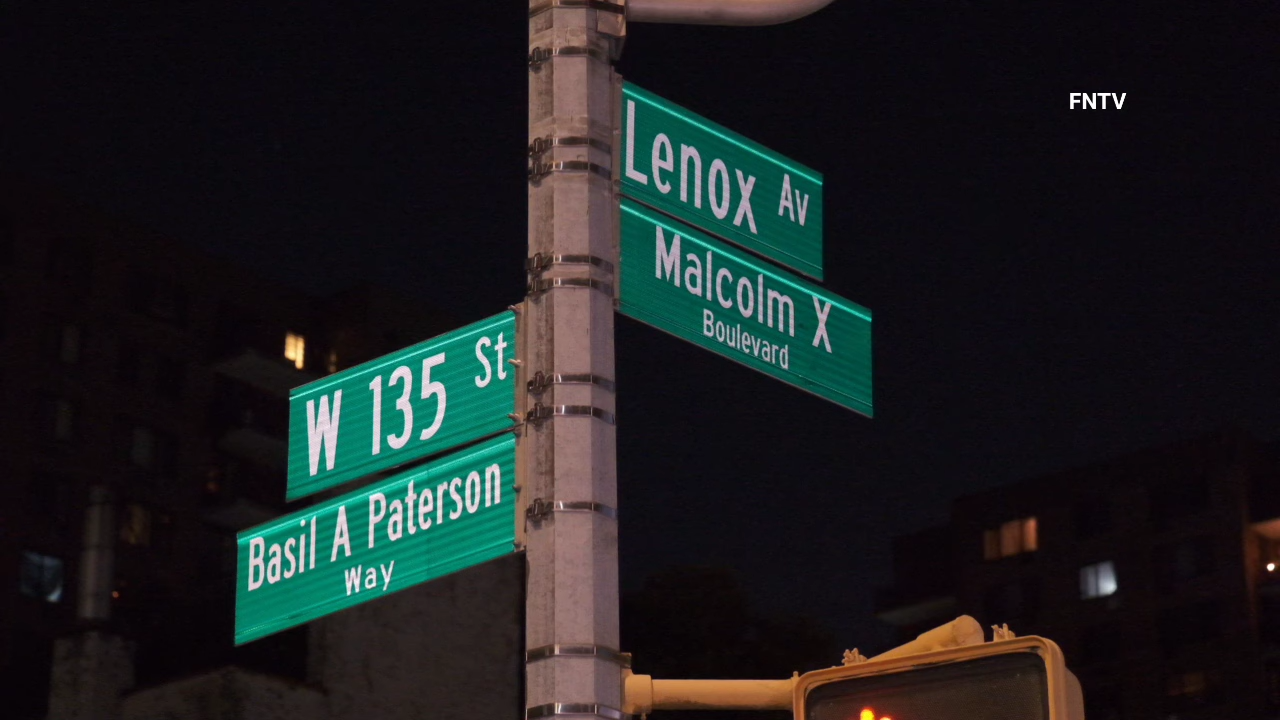 FNTV
Lenox Av
Malcolm X
Boulevard
W 135 St
Basil A Paterson
Way